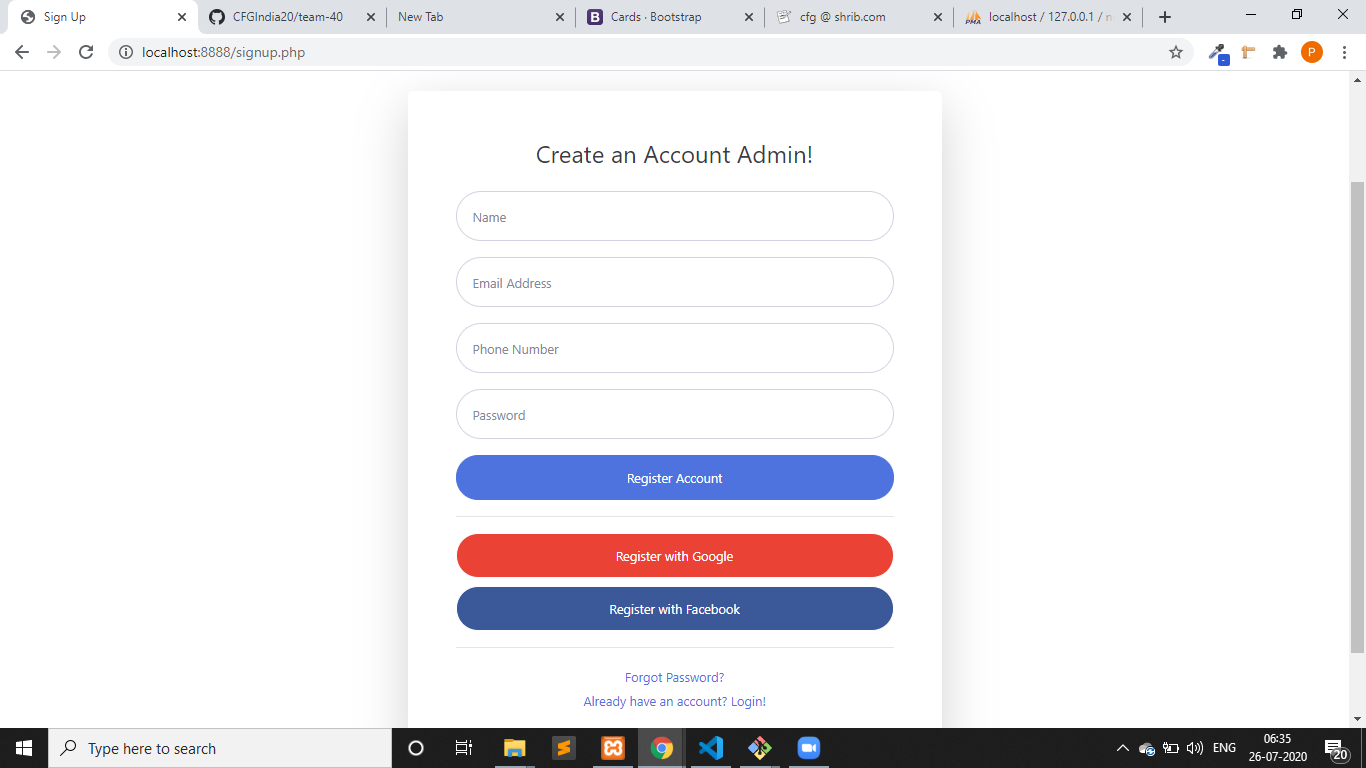 Sign Up
CFGIndia20/team-40
New Tab
B
Cards · Bootstrap
cfg @ shrib.com
PMA
localhost / 127.0.0.1 / n
localhost:8888/signup.php
-
P
Create an Account Admin!
Name
Email Address
Phone Number
Password
Register Account
Register with Google
Register with Facebook
Forgot Password?
Already have an account? Login!
Type here to search
ENG
06:35
26-07-2020
20